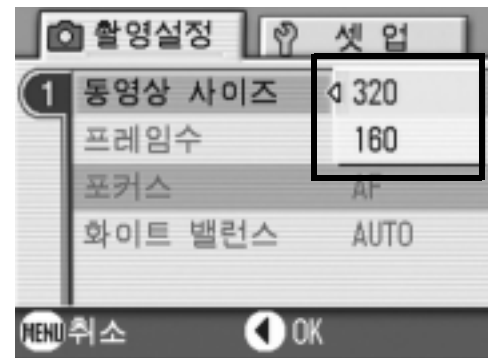 촬영설정 셋 업
1 동영상 사이즈 320
프레임수 160
포커스 AF
화이트 밸런스 AUTO
MENU 취소 OK